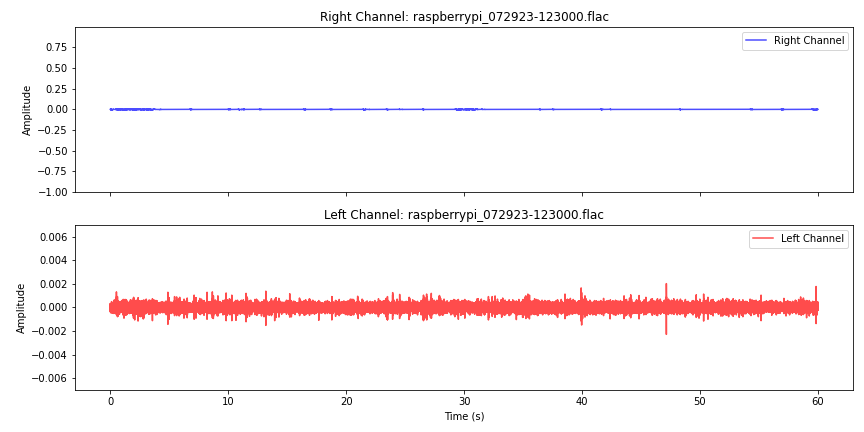 Right Channel: raspberrypi_072923-123000.flac
Right Channel
0.75
0.50
0.25
0.00
−0.25
−0.50
−0.75
−1.00
Amplitude
Left Channel: raspberrypi_072923-123000.flac
Left Channel
0.006
0.004
0.002
0.000
−0.002
−0.004
−0.006
Amplitude
0 10 20 30 40 50 60
Time (s)